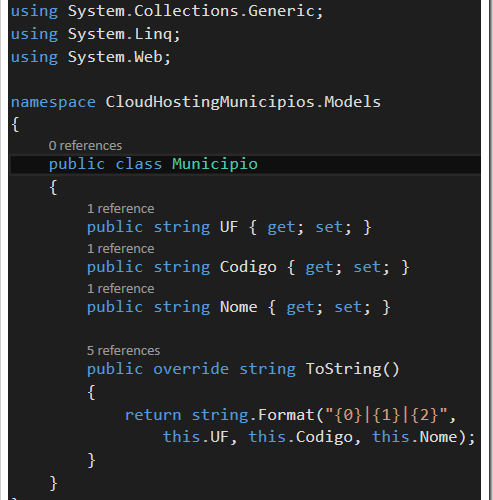 using System.Collections.Generic;
using System.Linq;
using System.Web;
namespace CloudHostingMunicipios.Models
{
0 references
public class Municipio
{
1 reference
public string UF { get; set; }
1 reference
public string Codigo { get; set; }
1 reference
public string Nome { get; set; }
5 references
public override string ToString()
{
return string.Format("{0}|{1}|{2}",
this.UF, this.Codigo, this.Nome);
}
}